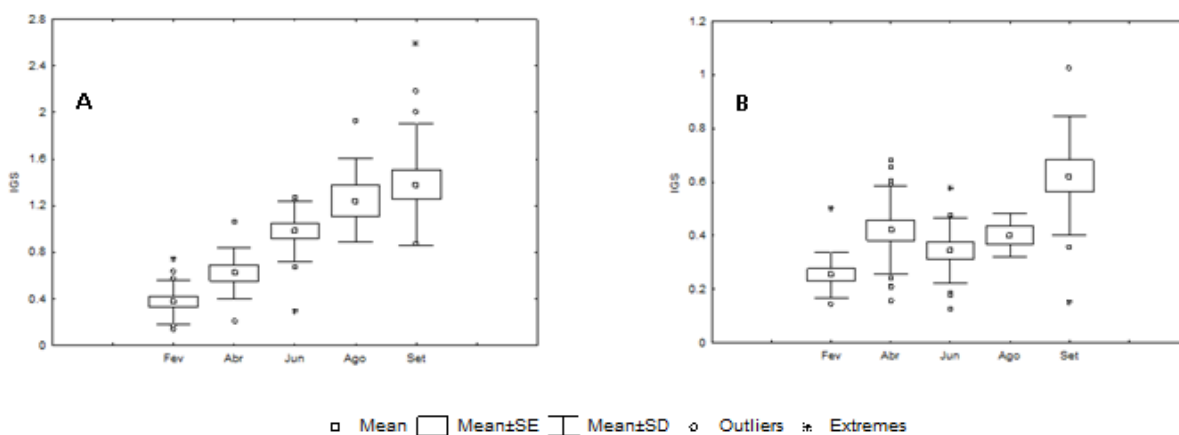 2.8
2.4
2
1.6
1.2
0.8
0.4
0
IGS
A
Fev Abr Jun Ago Set
1.2
1
0.8
0.6
0.4
0.2
0
IGS
B
Fev Abr Jun Ago Set
Mean Mean±SE Mean±SD Outliers Extremes